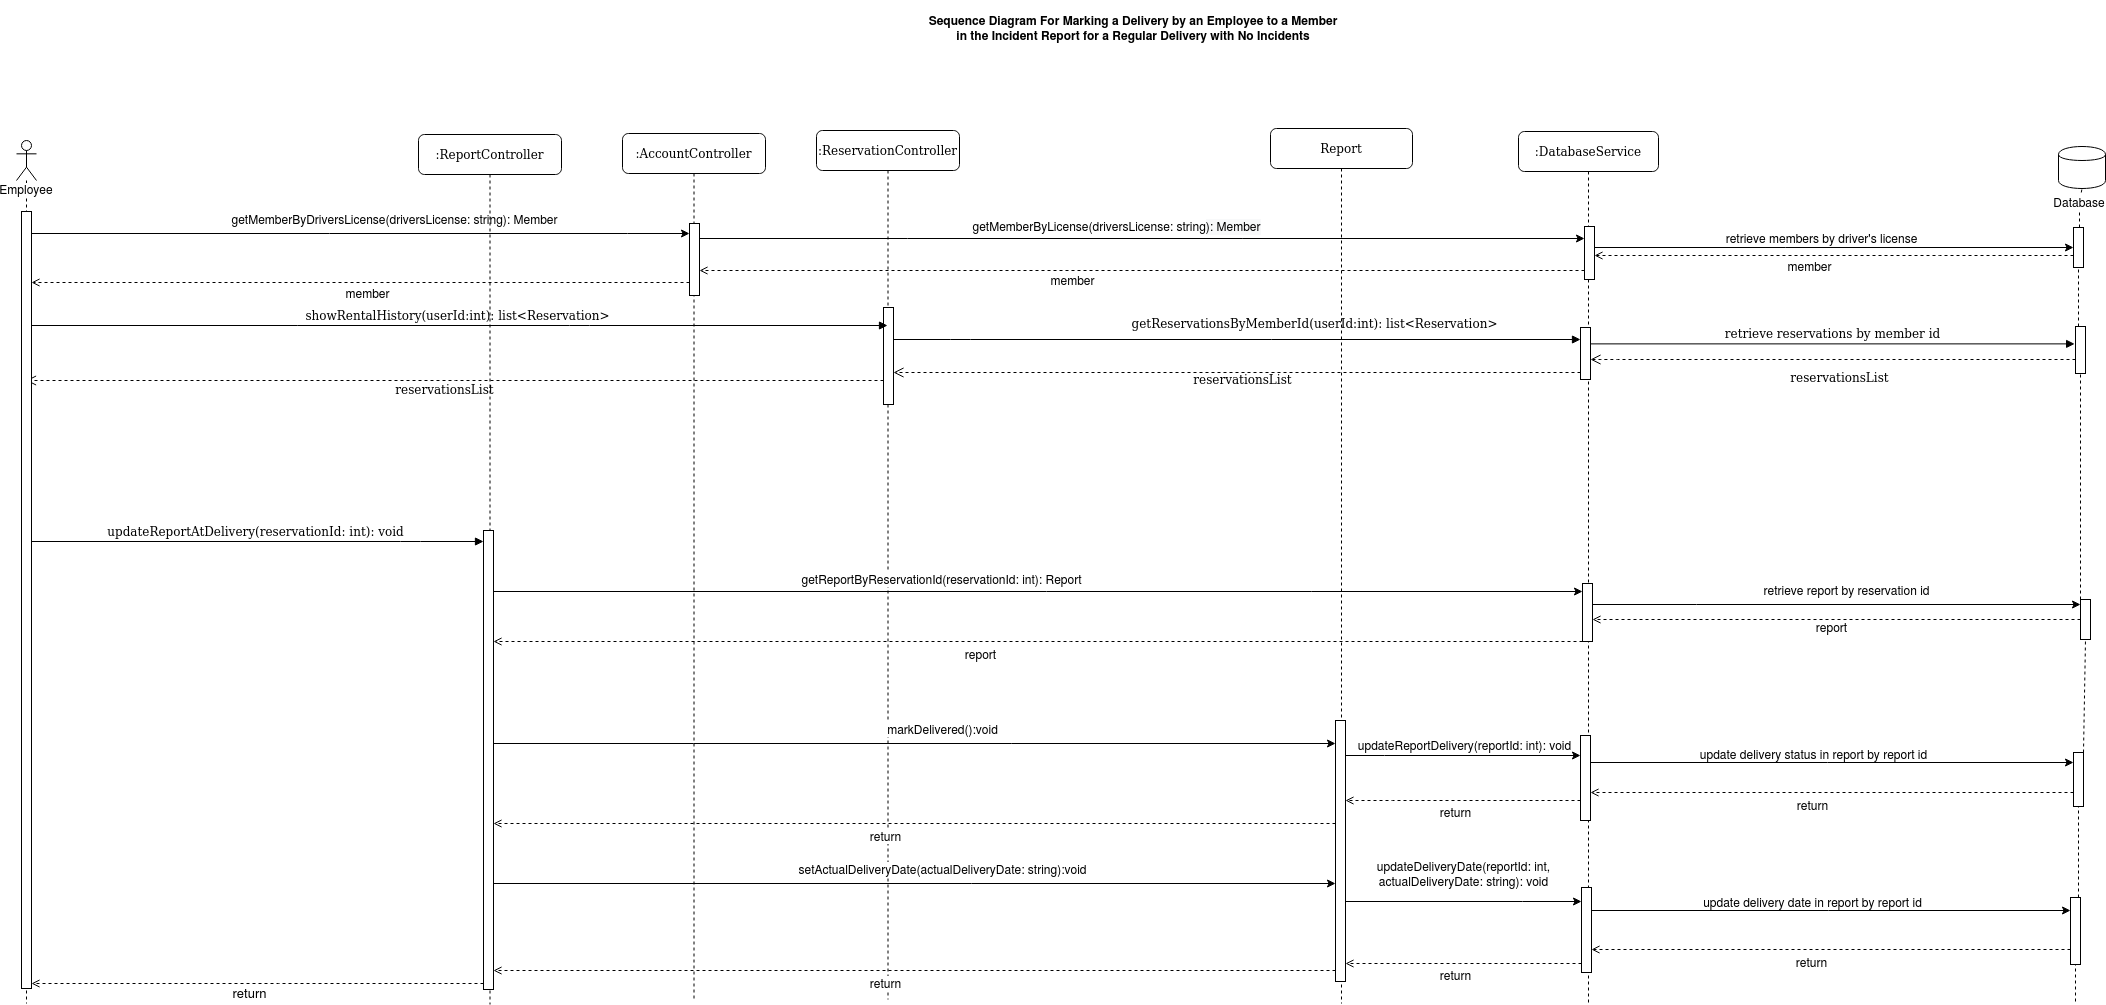 Sequence Diagram For Marking a Delivery by an Employee to a Member
in the Incident Report for a Regular Delivery with No Incidents
Employee
:ReportController
:AccountController
:ReservationController
Report
:DatabaseService
Database
getMemberByDriversLicense(driversLicense: string): Member
getMemberByLicense(driversLicense: string): Member
retrieve members by driver's license
member
member
member
showRentalHistory(userId:int): list<Reservation>
getReservationsByMemberId(userId:int): list<Reservation>
retrieve reservations by member id
reservationsList
reservationsList
reservationsList
updateReportAtDelivery(reservationId: int): void
getReportByReservationId(reservationId: int): Report
retrieve report by reservation id
report
report
markDelivered():void
updateReportDelivery(reportId: int): void
update delivery status in report by report id
return
return
return
setActualDeliveryDate(actualDeliveryDate: string):void
updateDeliveryDate(reportId: int,
actualDeliveryDate: string): void
update delivery date in report by report id
return
return
return
return